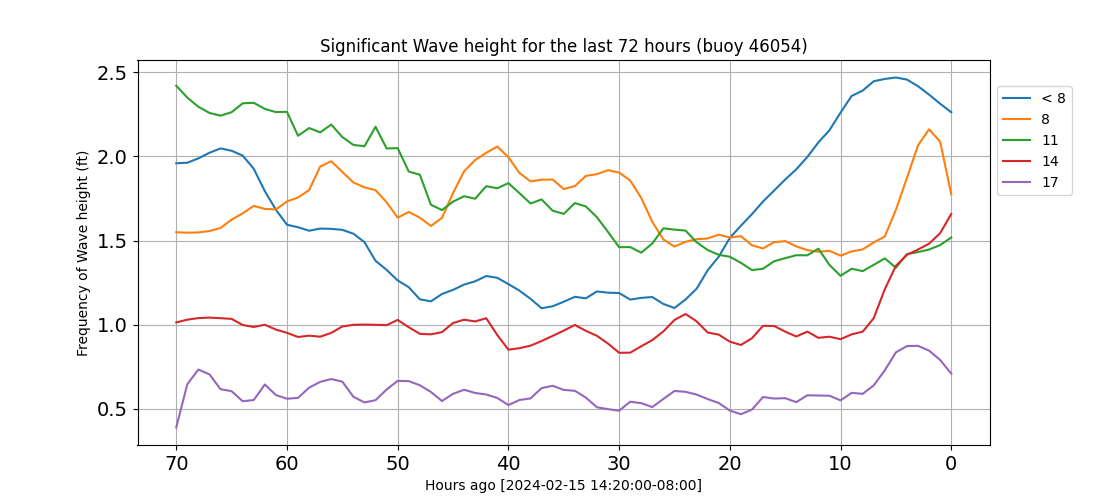 Significant Wave height for the last 72 hours (buoy 46054)
2.5
2.0
1.5
1.0
0.5
Frequency of Wave height (ft)
70 60 50 40 30 20 10 0
Hours ago [2024-02-15 14:20:00-08:00]
< 8
8
11
14
17